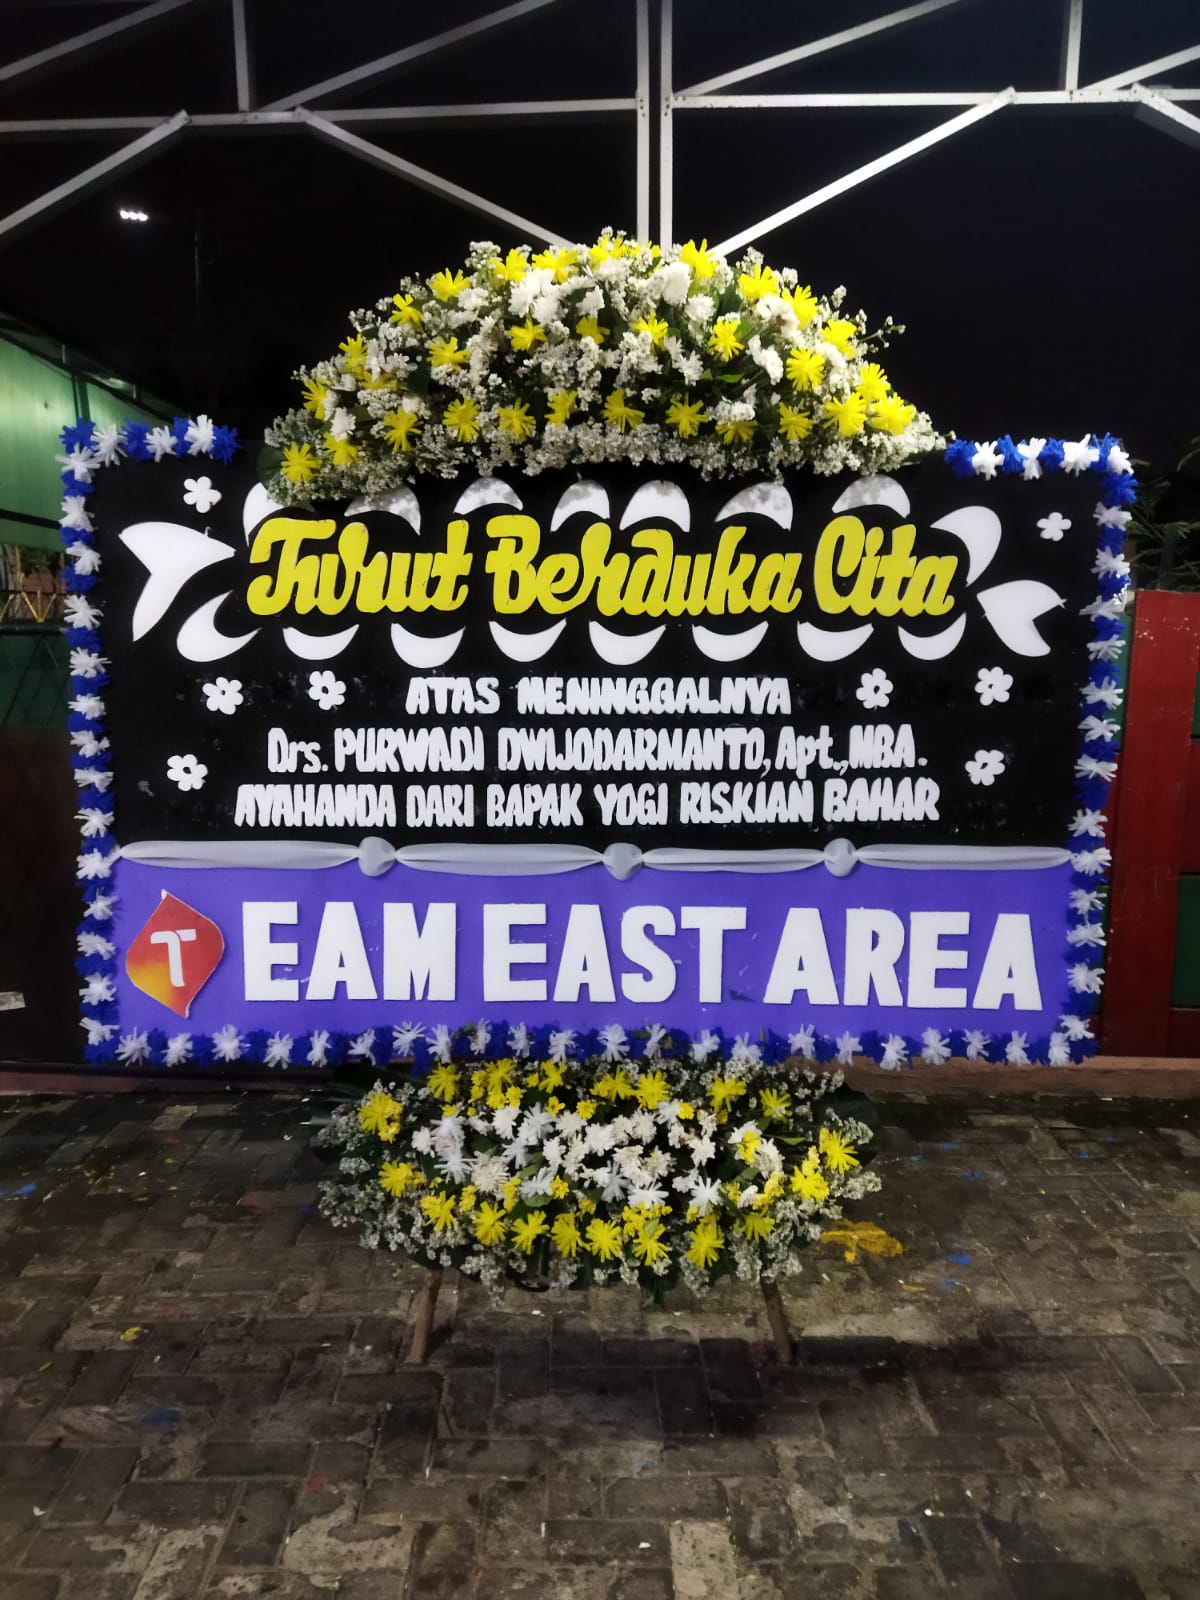 Turut Berduka Cita
ATAS MENINGGALNYA
Drs. PURWADI DWIJODARMANTO, Apt., MBA.
AYAHANDA DARI BAPAK YOGI RISKIAN BAHAR
T EAM EAST AREA